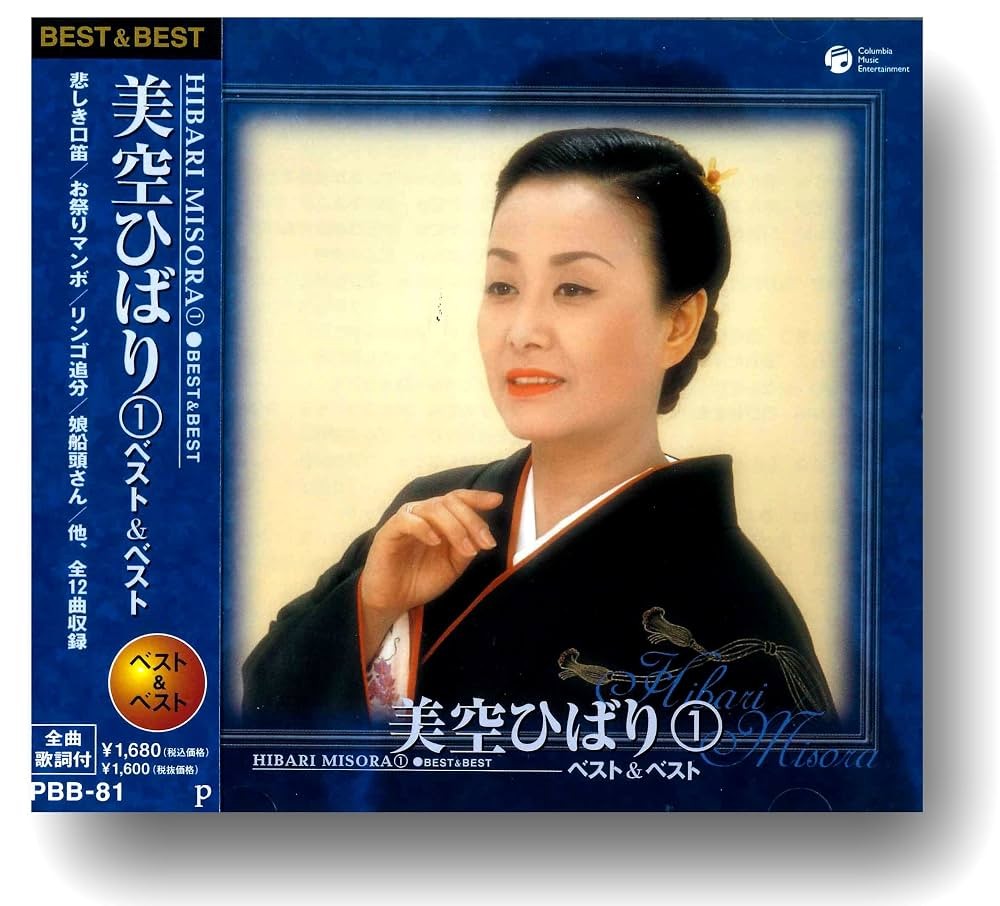 BEST&BEST
HIBARI MISORA① ●BEST&BEST
美空ひばり①ベスト&ベスト
悲しき口笛/お祭りマンボ/リンゴ追分/娘船頭さん/他、全12曲収録
ベスト
&
ベスト
全曲
歌詞付
¥1,680(税込価格)
¥1,600(税抜価格)
PBB-81
p
Columbia
Music
Entertainment
Hibari
Misora
美空ひばり①
HIBARI MISORA① ●BEST&BEST
ベスト&ベスト